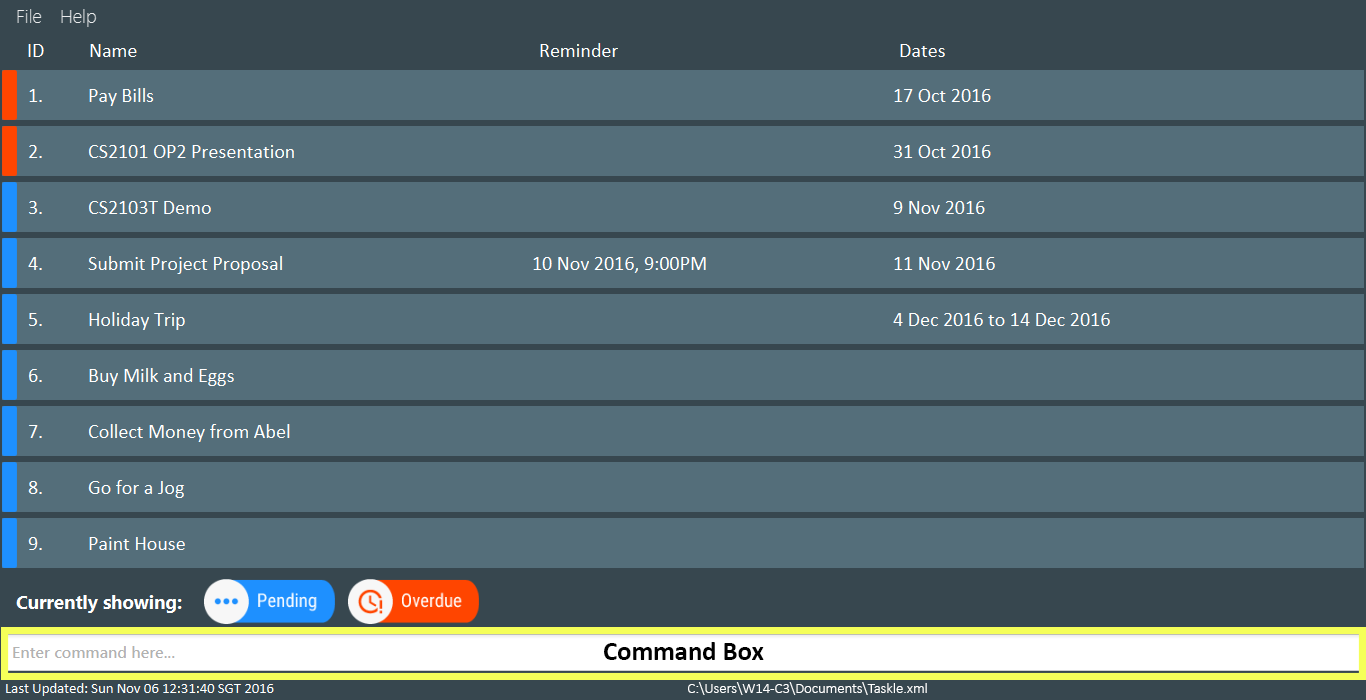 File Help
ID Name Reminder Dates
1. Pay Bills 17 Oct 2016
2. CS2101 OP2 Presentation 31 Oct 2016
3. CS2103T Demo 9 Nov 2016
4. Submit Project Proposal 10 Nov 2016, 9:00PM 11 Nov 2016
5. Holiday Trip 4 Dec 2016 to 14 Dec 2016
6. Buy Milk and Eggs
7. Collect Money from Abel
8. Go for a Jog
9. Paint House
Currently showing: Pending Overdue
Enter command here... Command Box
Last Updated: Sun Nov 06 12:31:40 SGT 2016 C:\Users\W14-C3\Documents\Taskle.xml